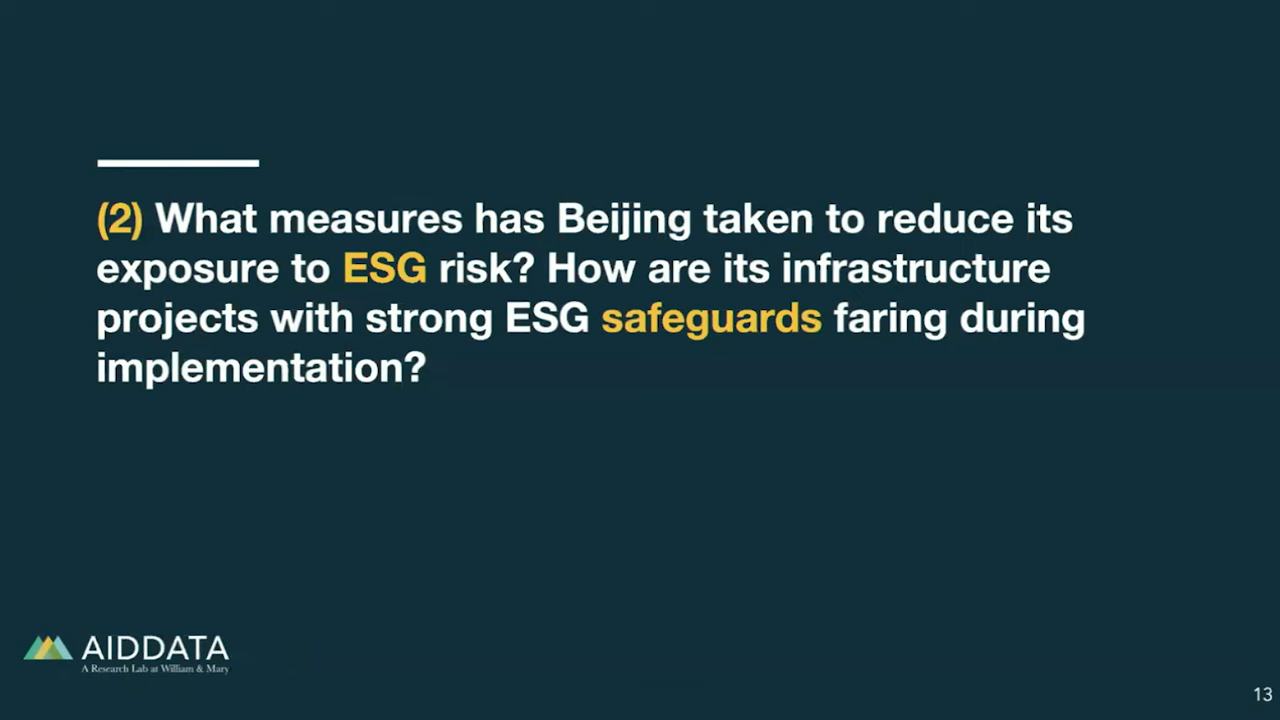 (2) What measures has Beijing taken to reduce its
exposure to ESG risk? How are its infrastructure
projects with strong ESG safeguards faring during
implementation?
AIDDATA
A Research Lab at William & Mary
13